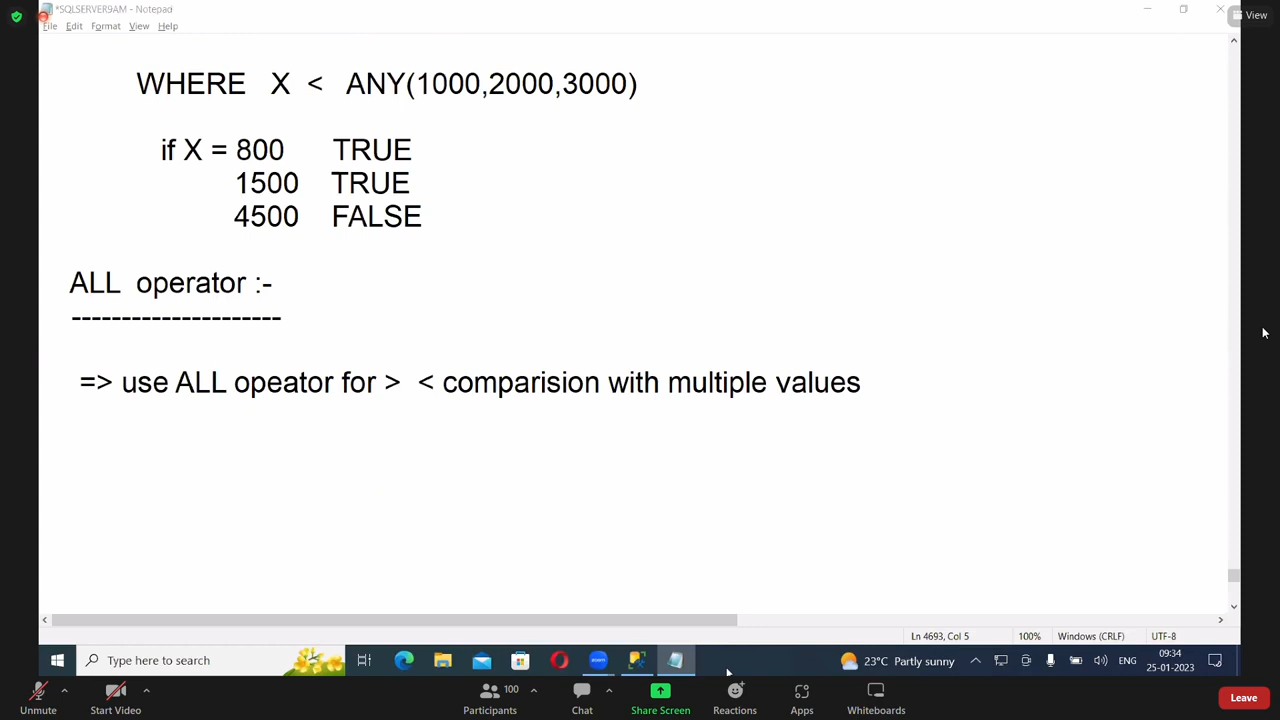 *SQLSERVER9AM - Notepad
View
File Edit Format View Help
WHERE X < ANY(1000,2000,3000)
if X = 800 TRUE
1500 TRUE
4500 FALSE
ALL operator :-
---------------------
=> use ALL opeator for > < comparision with multiple values
Ln 4693, Col 5 100% Windows (CRLF) UTF-8
Type here to search
23°C Partly sunny
ENG
09:34
25-01-2023
100
Unmute Start Video Participants Chat Share Screen Reactions Apps Whiteboards Leave